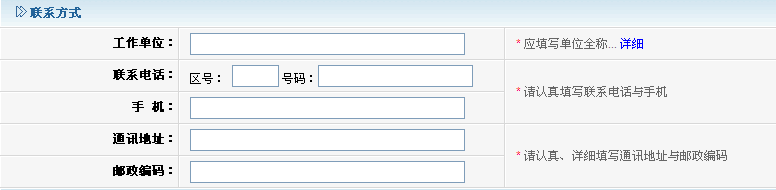 联系方式
工作单位：
* 应填写单位全称... 详细
联系电话： 区号： 号码：
* 请认真填写联系电话与手机
手 机：
通讯地址：
* 请认真、详细填写通讯地址与邮政编码
邮政编码：